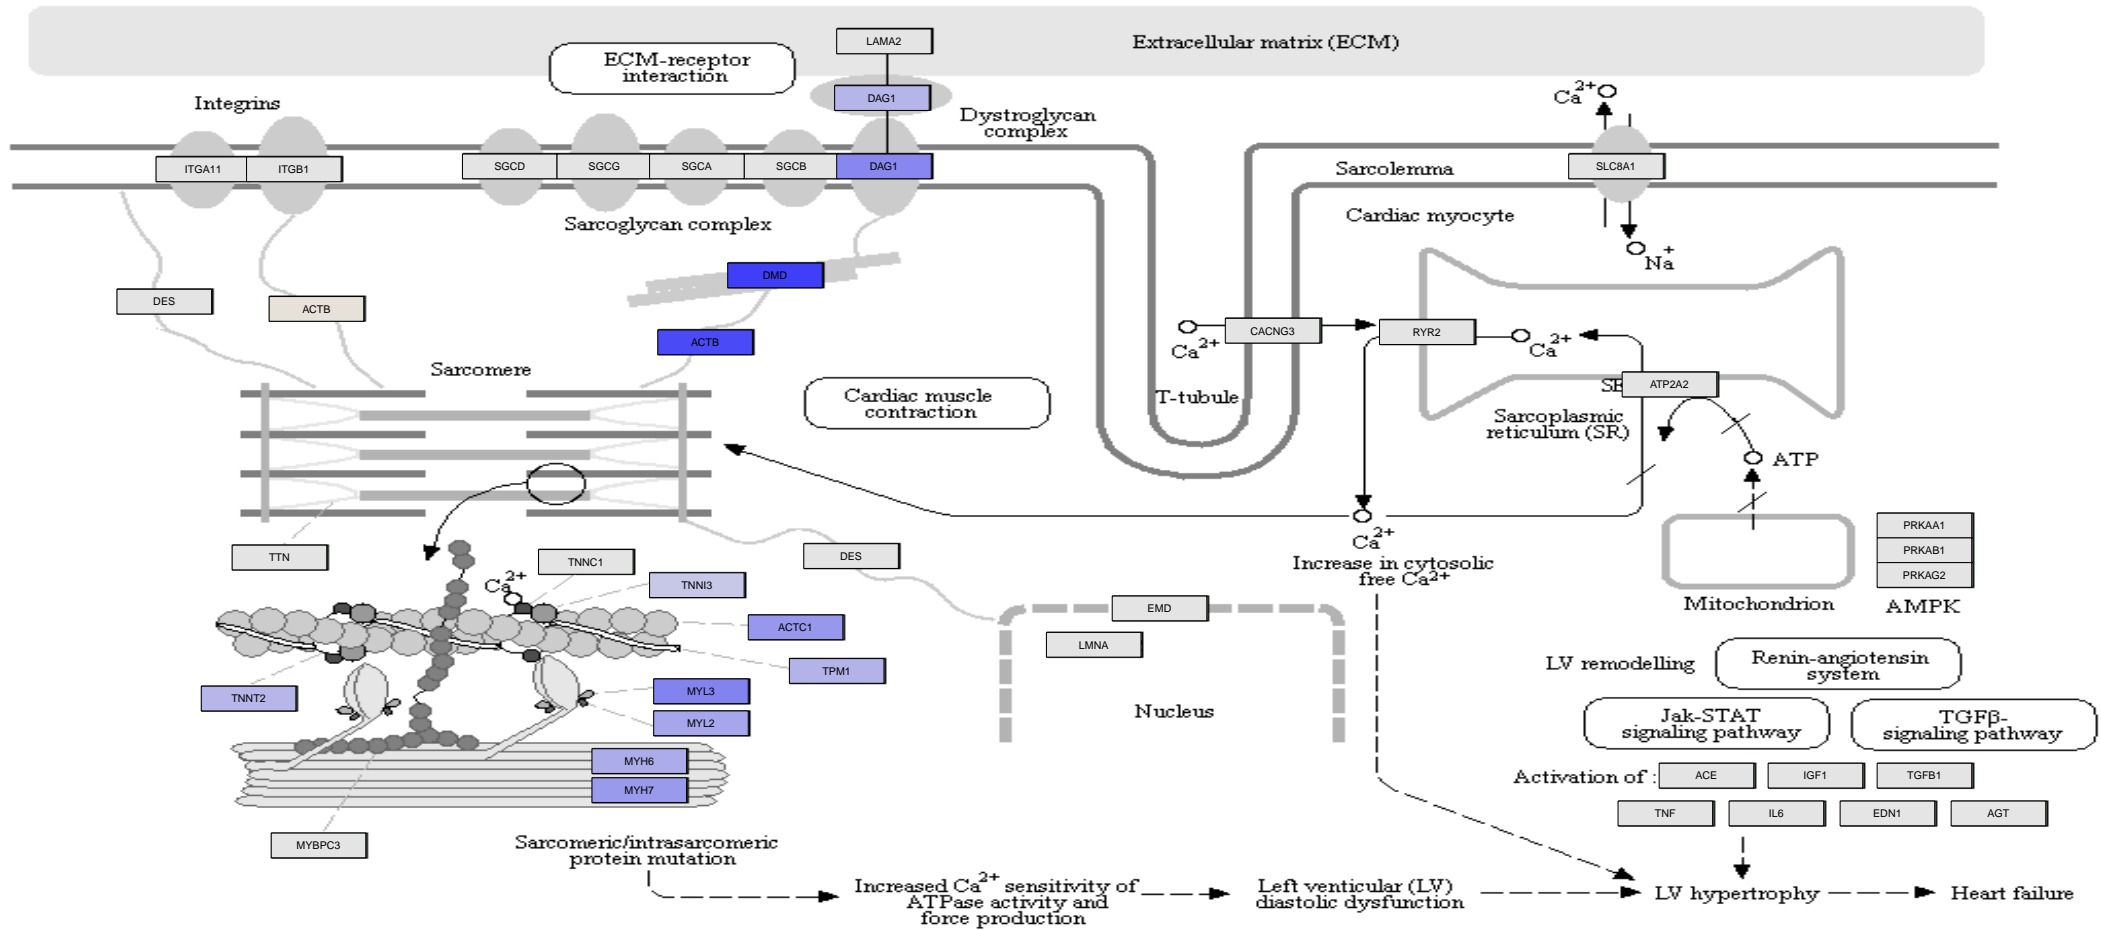 LAMA2
Extracellular matrix (ECM)
ECM-receptor
interaction
DAG1
Integrins
Dystroglycan
complex
Ca2+
ITGA11
ITGB1
SGCD
SGCG
SGCA
SGCB
DAG1
Sarcolemma
SLC8A1
Sarcoglycan complex
Cardiac myocyte
Na+
DMD
DES
ACTB
ACTB
Ca2+
CACNG3
RYR2
Ca2+
Sarcomere
Cardiac muscle
contraction
T-tubule
SE
ATP2A2
Sarcoplasmic
reticulum (SR)
ATP
TTN
TNNC1
DES
Ca2+
Increase in cytosolic
free Ca2+
PRKAA1
PRKAB1
PRKAG2
Ca2+
TNNI3
Mitochondrion
AMPK
EMD
LMNA
ACTC1
TPM1
TNNT2
MYL3
MYL2
Nucleus
LV remodelling
Renin-angiotensin
system
Jak-STAT
signaling pathway
TGFβ-
signaling pathway
MYH6
MYH7
Activation of :
ACE
IGF1
TGFB1
TNF
IL6
EDN1
AGT
MYBPC3
Sarcomeric/intrasarcomeric
protein mutation
Increased Ca2+ sensitivity of
ATPase activity and
force production
Left venticular (LV)
diastolic dysfunction
LV hypertrophy
Heart failure